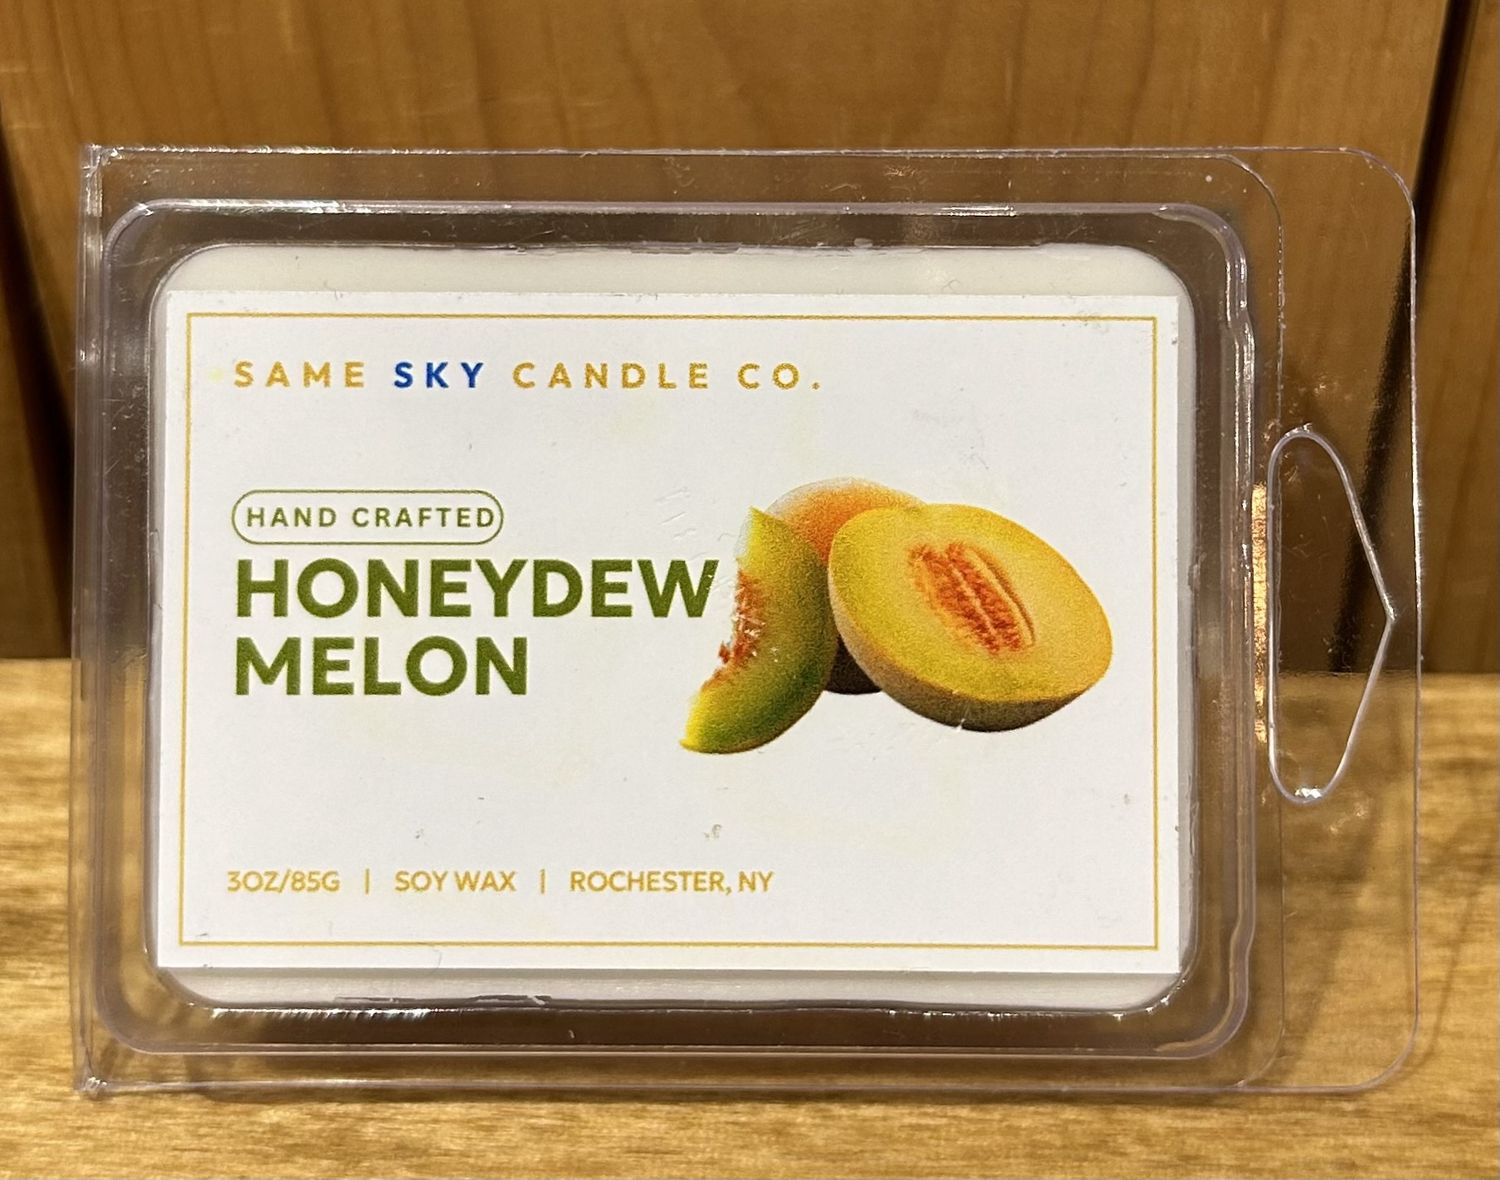 SAME SKY CANDLE CO.
HAND CRAFTED
HONEYDEW
MELON
3OZ/85G | SOY WAX | ROCHESTER, NY